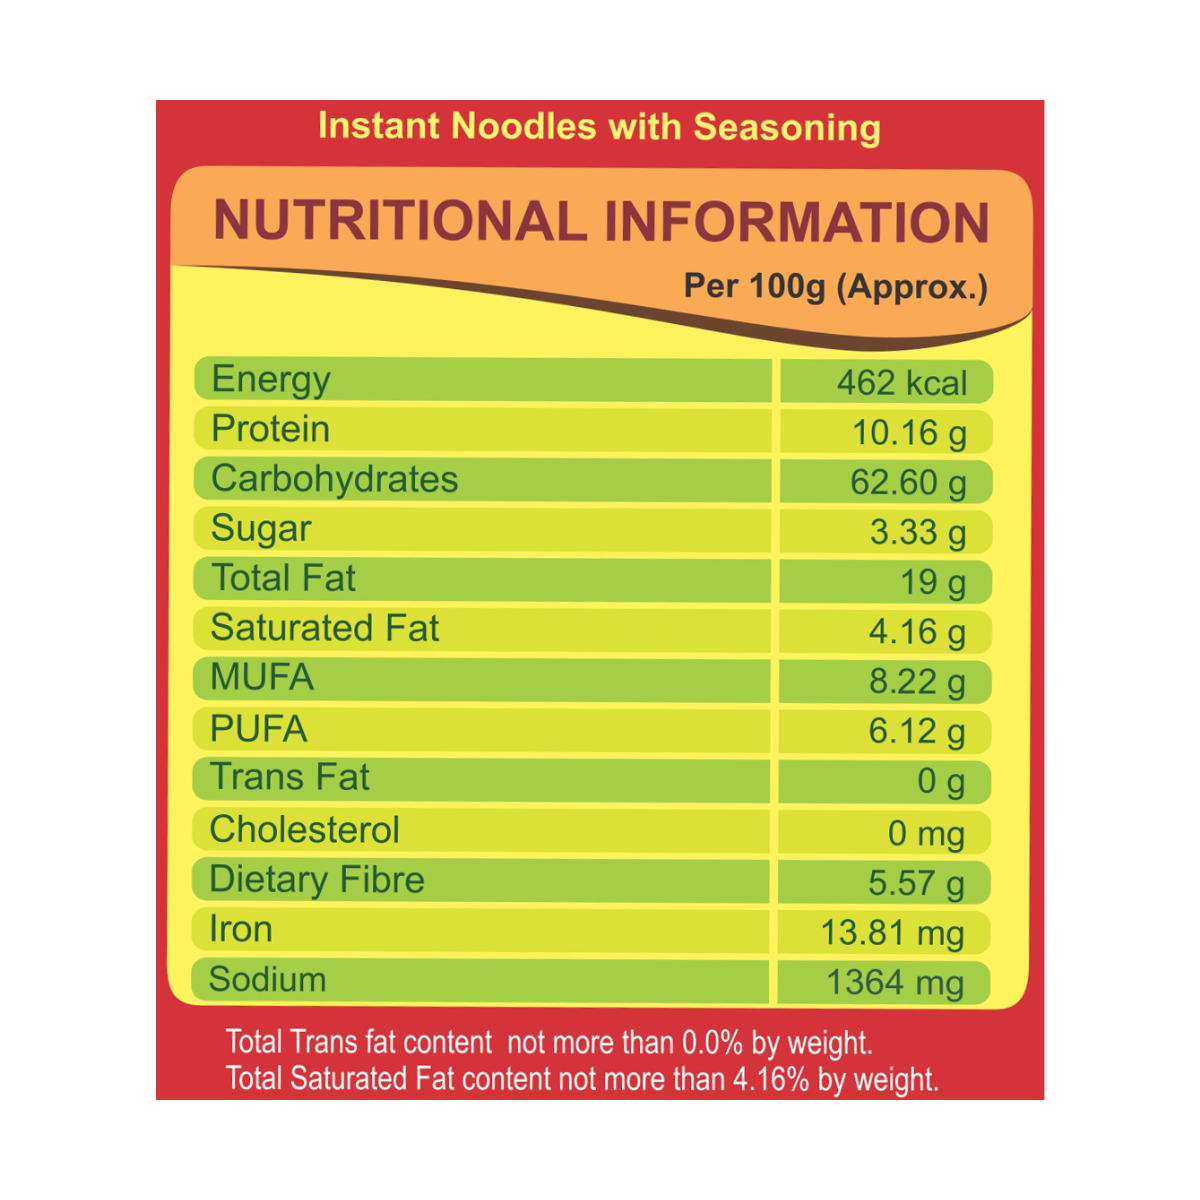 Instant Noodles with Seasoning
NUTRITIONAL INFORMATION
Per 100g (Approx.)
Energy 462 kcal
Protein 10.16 g
Carbohydrates 62.60 g
Sugar 3.33 g
Total Fat 19 g
Saturated Fat 4.16 g
MUFA 8.22 g
PUFA 6.12 g
Trans Fat 0 g
Cholesterol 0 mg
Dietary Fibre 5.57 g
Iron 13.81 mg
Sodium 1364 mg
Total Trans fat content not more than 0.0% by weight.
Total Saturated Fat content not more than 4.16% by weight.